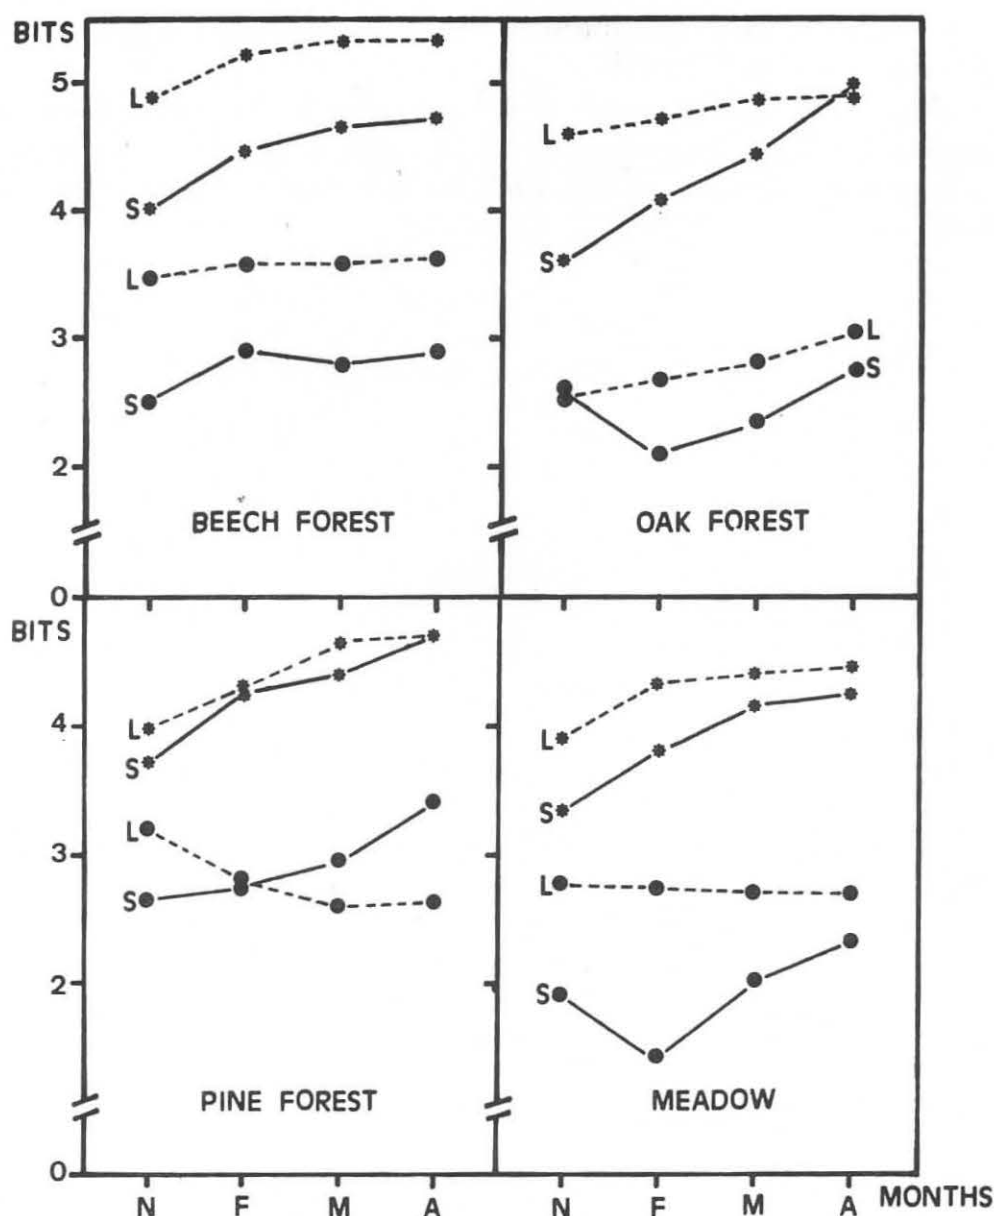 BITS
5
L
S
4
L
3
S
2
BEECH FOREST
0
L
S
L
S
OAK FOREST
BITS
L
4
S
L
3
S
2
PINE FOREST
0
N F M A
L
S
L
S
MEADOW
N F M A MONTHS